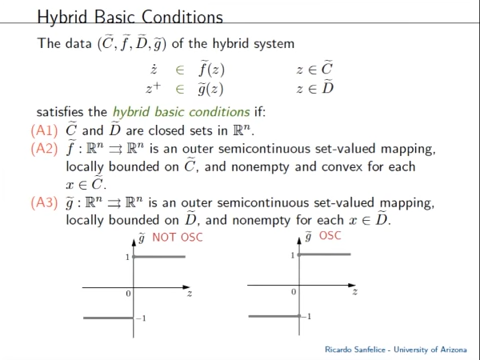 Hybrid Basic Conditions
The data (C̃, f̃, D̃, g̃) of the hybrid system
ż ∈ f̃(z) z ∈ C̃
z⁺ ∈ g̃(z) z ∈ D̃
satisfies the hybrid basic conditions if:
(A1) C̃ and D̃ are closed sets in ℝⁿ.
(A2) f̃ : ℝⁿ ⇉ ℝⁿ is an outer semicontinuous set-valued mapping,
locally bounded on C̃, and nonempty and convex for each
x ∈ C̃.
(A3) g̃ : ℝⁿ ⇉ ℝⁿ is an outer semicontinuous set-valued mapping,
locally bounded on D̃, and nonempty for each x ∈ D̃.
g̃ NOT OSC
1
0
z
−1
g̃ OSC
1
0
z
−1
Ricardo Sanfelice - University of Arizona